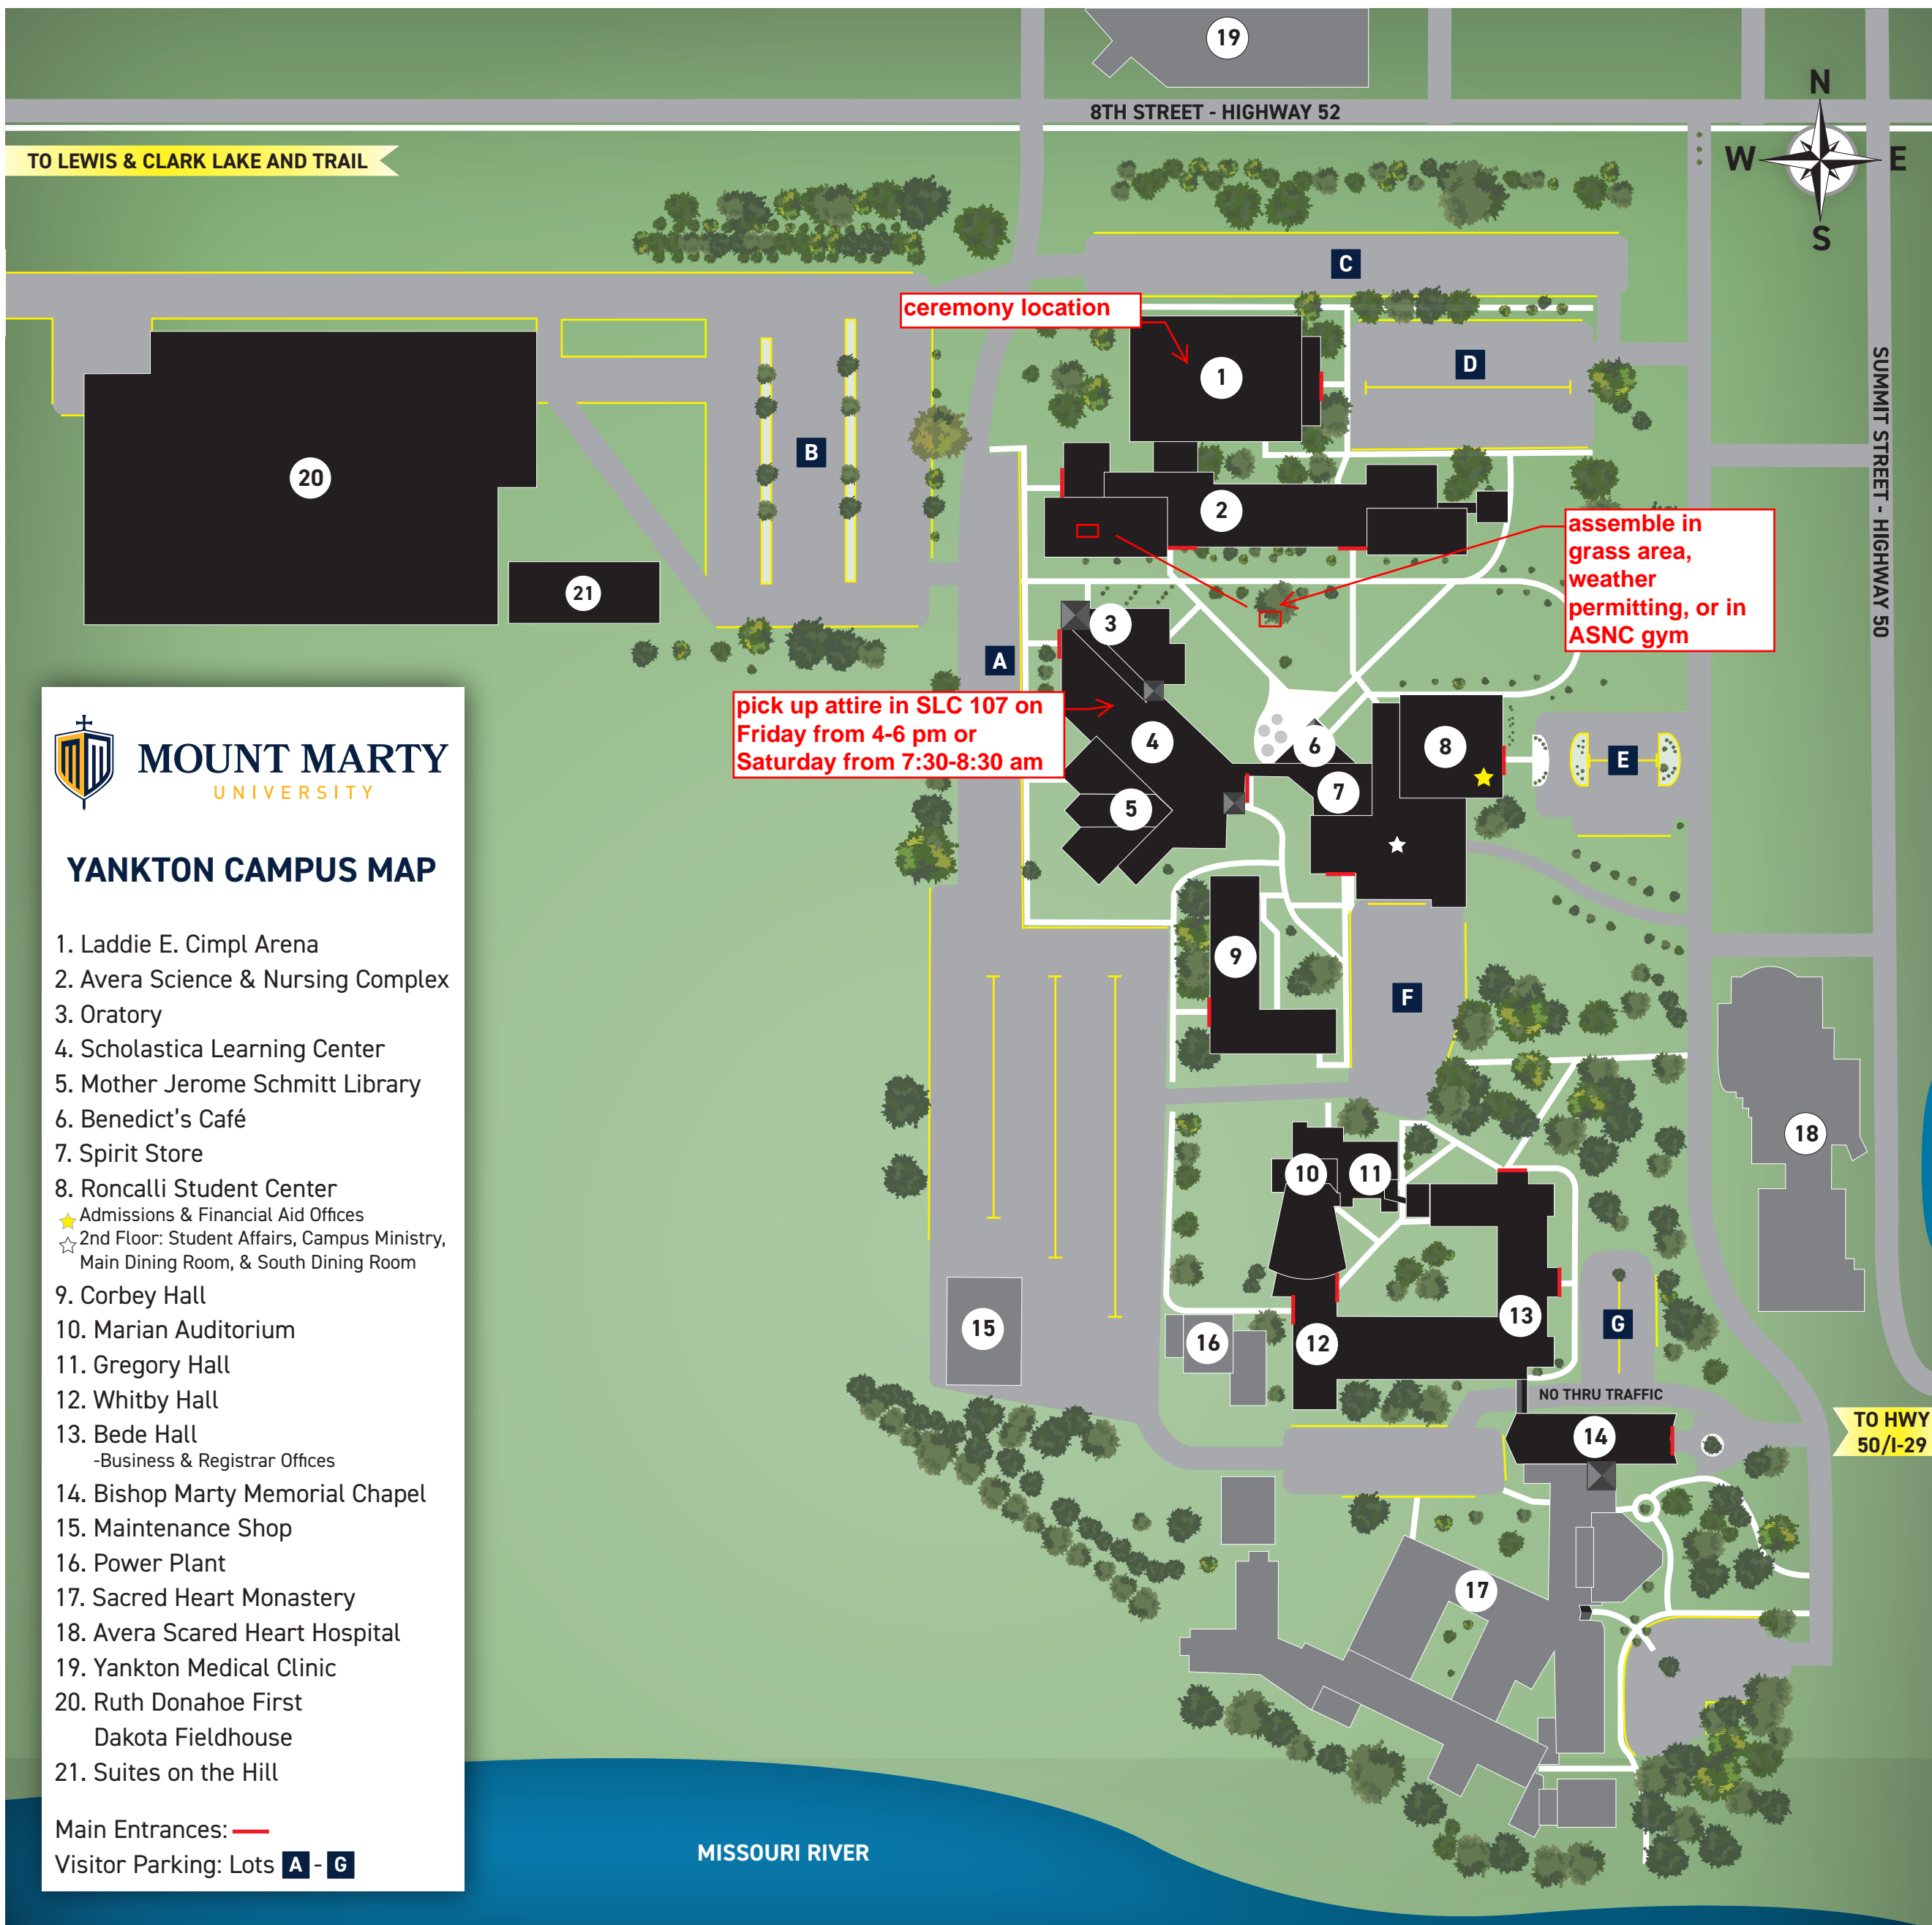 19
8TH STREET - HIGHWAY 52
N
W
E
S
TO LEWIS & CLARK LAKE AND TRAIL
C
ceremony location
1
D
SUMMIT STREET - HIGHWAY 50
B
20
2
assemble in
grass area,
weather
permitting, or in
ASNC gym
21
3
A
pick up attire in SLC 107 on
Friday from 4-6 pm or
Saturday from 7:30-8:30 am
4
6
8
E
7
5
9
F
18
10
11
13
G
15
16
12
NO THRU TRAFFIC
14
TO HWY
50/I-29
17
MISSOURI RIVER
MOUNT MARTY
UNIVERSITY
YANKTON CAMPUS MAP
1. Laddie E. Cimpl Arena
2. Avera Science & Nursing Complex
3. Oratory
4. Scholastica Learning Center
5. Mother Jerome Schmitt Library
6. Benedict's Café
7. Spirit Store
8. Roncalli Student Center
Admissions & Financial Aid Offices
2nd Floor: Student Affairs, Campus Ministry,
Main Dining Room, & South Dining Room
9. Corbey Hall
10. Marian Auditorium
11. Gregory Hall
12. Whitby Hall
13. Bede Hall
-Business & Registrar Offices
14. Bishop Marty Memorial Chapel
15. Maintenance Shop
16. Power Plant
17. Sacred Heart Monastery
18. Avera Scared Heart Hospital
19. Yankton Medical Clinic
20. Ruth Donahoe First
Dakota Fieldhouse
21. Suites on the Hill
Main Entrances:
Visitor Parking: Lots A - G